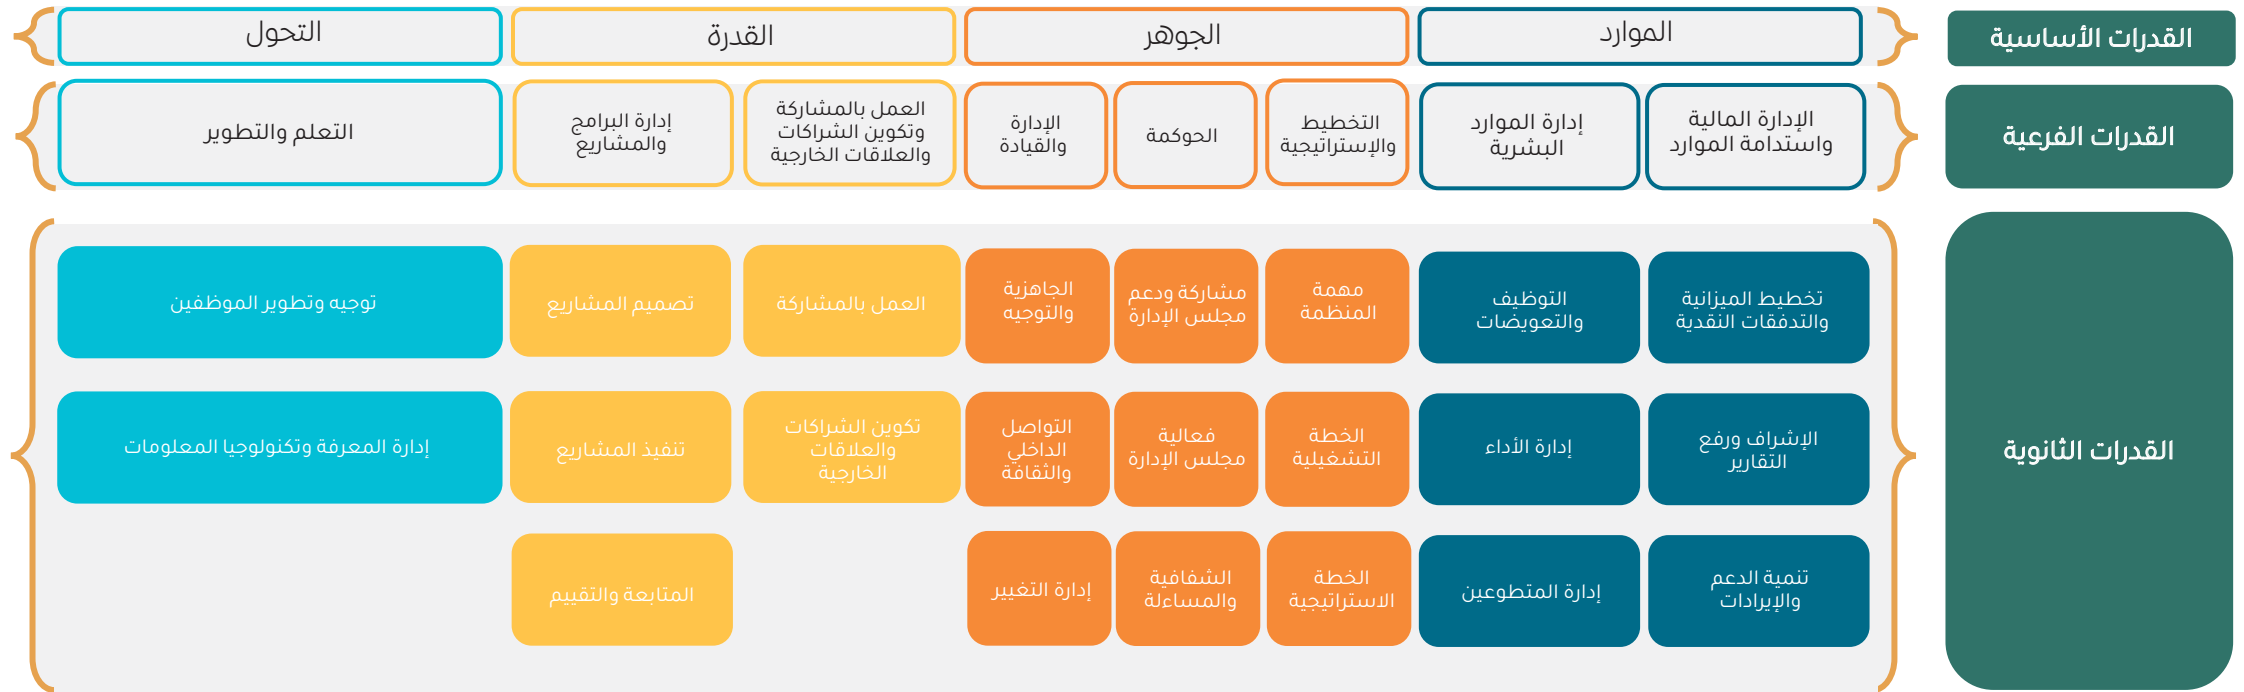 القدرات الأساسية
الموارد
الجوهر
القدرة
التحول
القدرات الفرعية
الإدارة المالية
واستدامة الموارد
إدارة الموارد
البشرية
التخطيط
والإستراتيجية
الحوكمة
الإدارة
والقيادة
العمل بالمشاركة
وتكوين الشراكات
والعلاقات الخارجية
إدارة البرامج
والمشاريع
التعلم والتطوير
القدرات الثانوية
تخطيط الميزانية
والتدفقات النقدية
التوظيف
والتعويضات
مهمة
المنظمة
مشاركة ودعم
مجلس الإدارة
الجاهزية
والتوجيه
العمل بالمشاركة
تصميم المشاريع
توجيه وتطوير الموظفين
الإشراف ورفع
التقارير
إدارة الأداء
الخطة
التشغيلية
فعالية
مجلس الإدارة
التواصل
الداخلي
والثقافة
تكوين الشراكات
والعلاقات
الخارجية
تنفيذ المشاريع
إدارة المعرفة وتكنولوجيا المعلومات
تنمية الدعم
والإيرادات
إدارة المتطوعين
الخطة
الاستراتيجية
الشفافية
والمساءلة
إدارة التغيير
المتابعة والتقييم